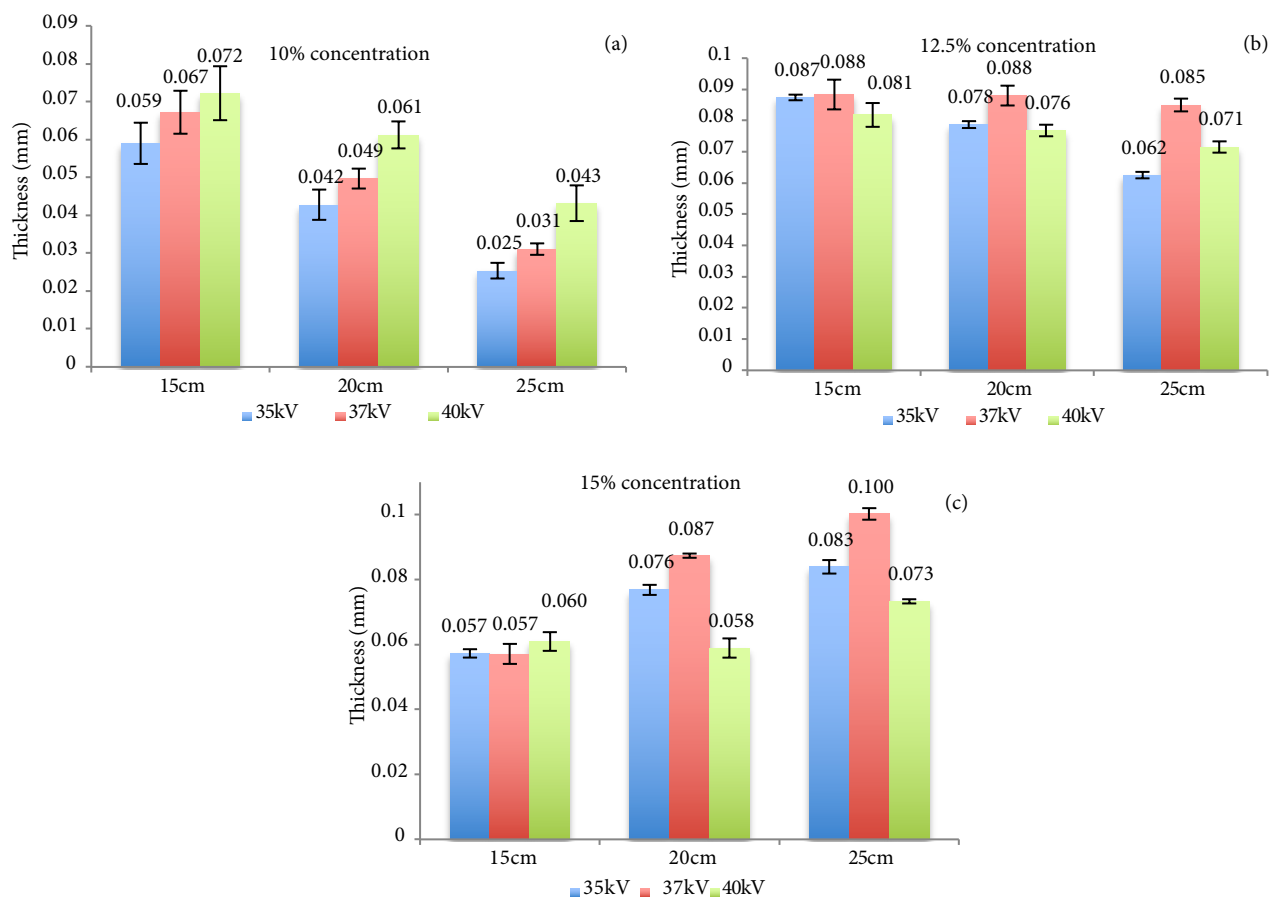 10% concentration
(a)
Thickness (mm)
0.09
0.08
0.07
0.06
0.05
0.04
0.03
0.02
0.01
0
0.059
0.067
0.072
0.042
0.049
0.061
0.025
0.031
0.043
15cm
20cm
25cm
35kV
37kV
40kV
12.5% concentration
(b)
Thickness (mm)
0.1
0.09
0.08
0.07
0.06
0.05
0.04
0.03
0.02
0.01
0
0.087
0.088
0.081
0.078
0.088
0.076
0.062
0.085
0.071
15cm
20cm
25cm
35kV
37kV
40kV
15% concentration
(c)
Thickness (mm)
0.1
0.08
0.06
0.04
0.02
0
0.057
0.057
0.060
0.076
0.087
0.058
0.083
0.100
0.073
15cm
20cm
25cm
35kV
37kV
40kV